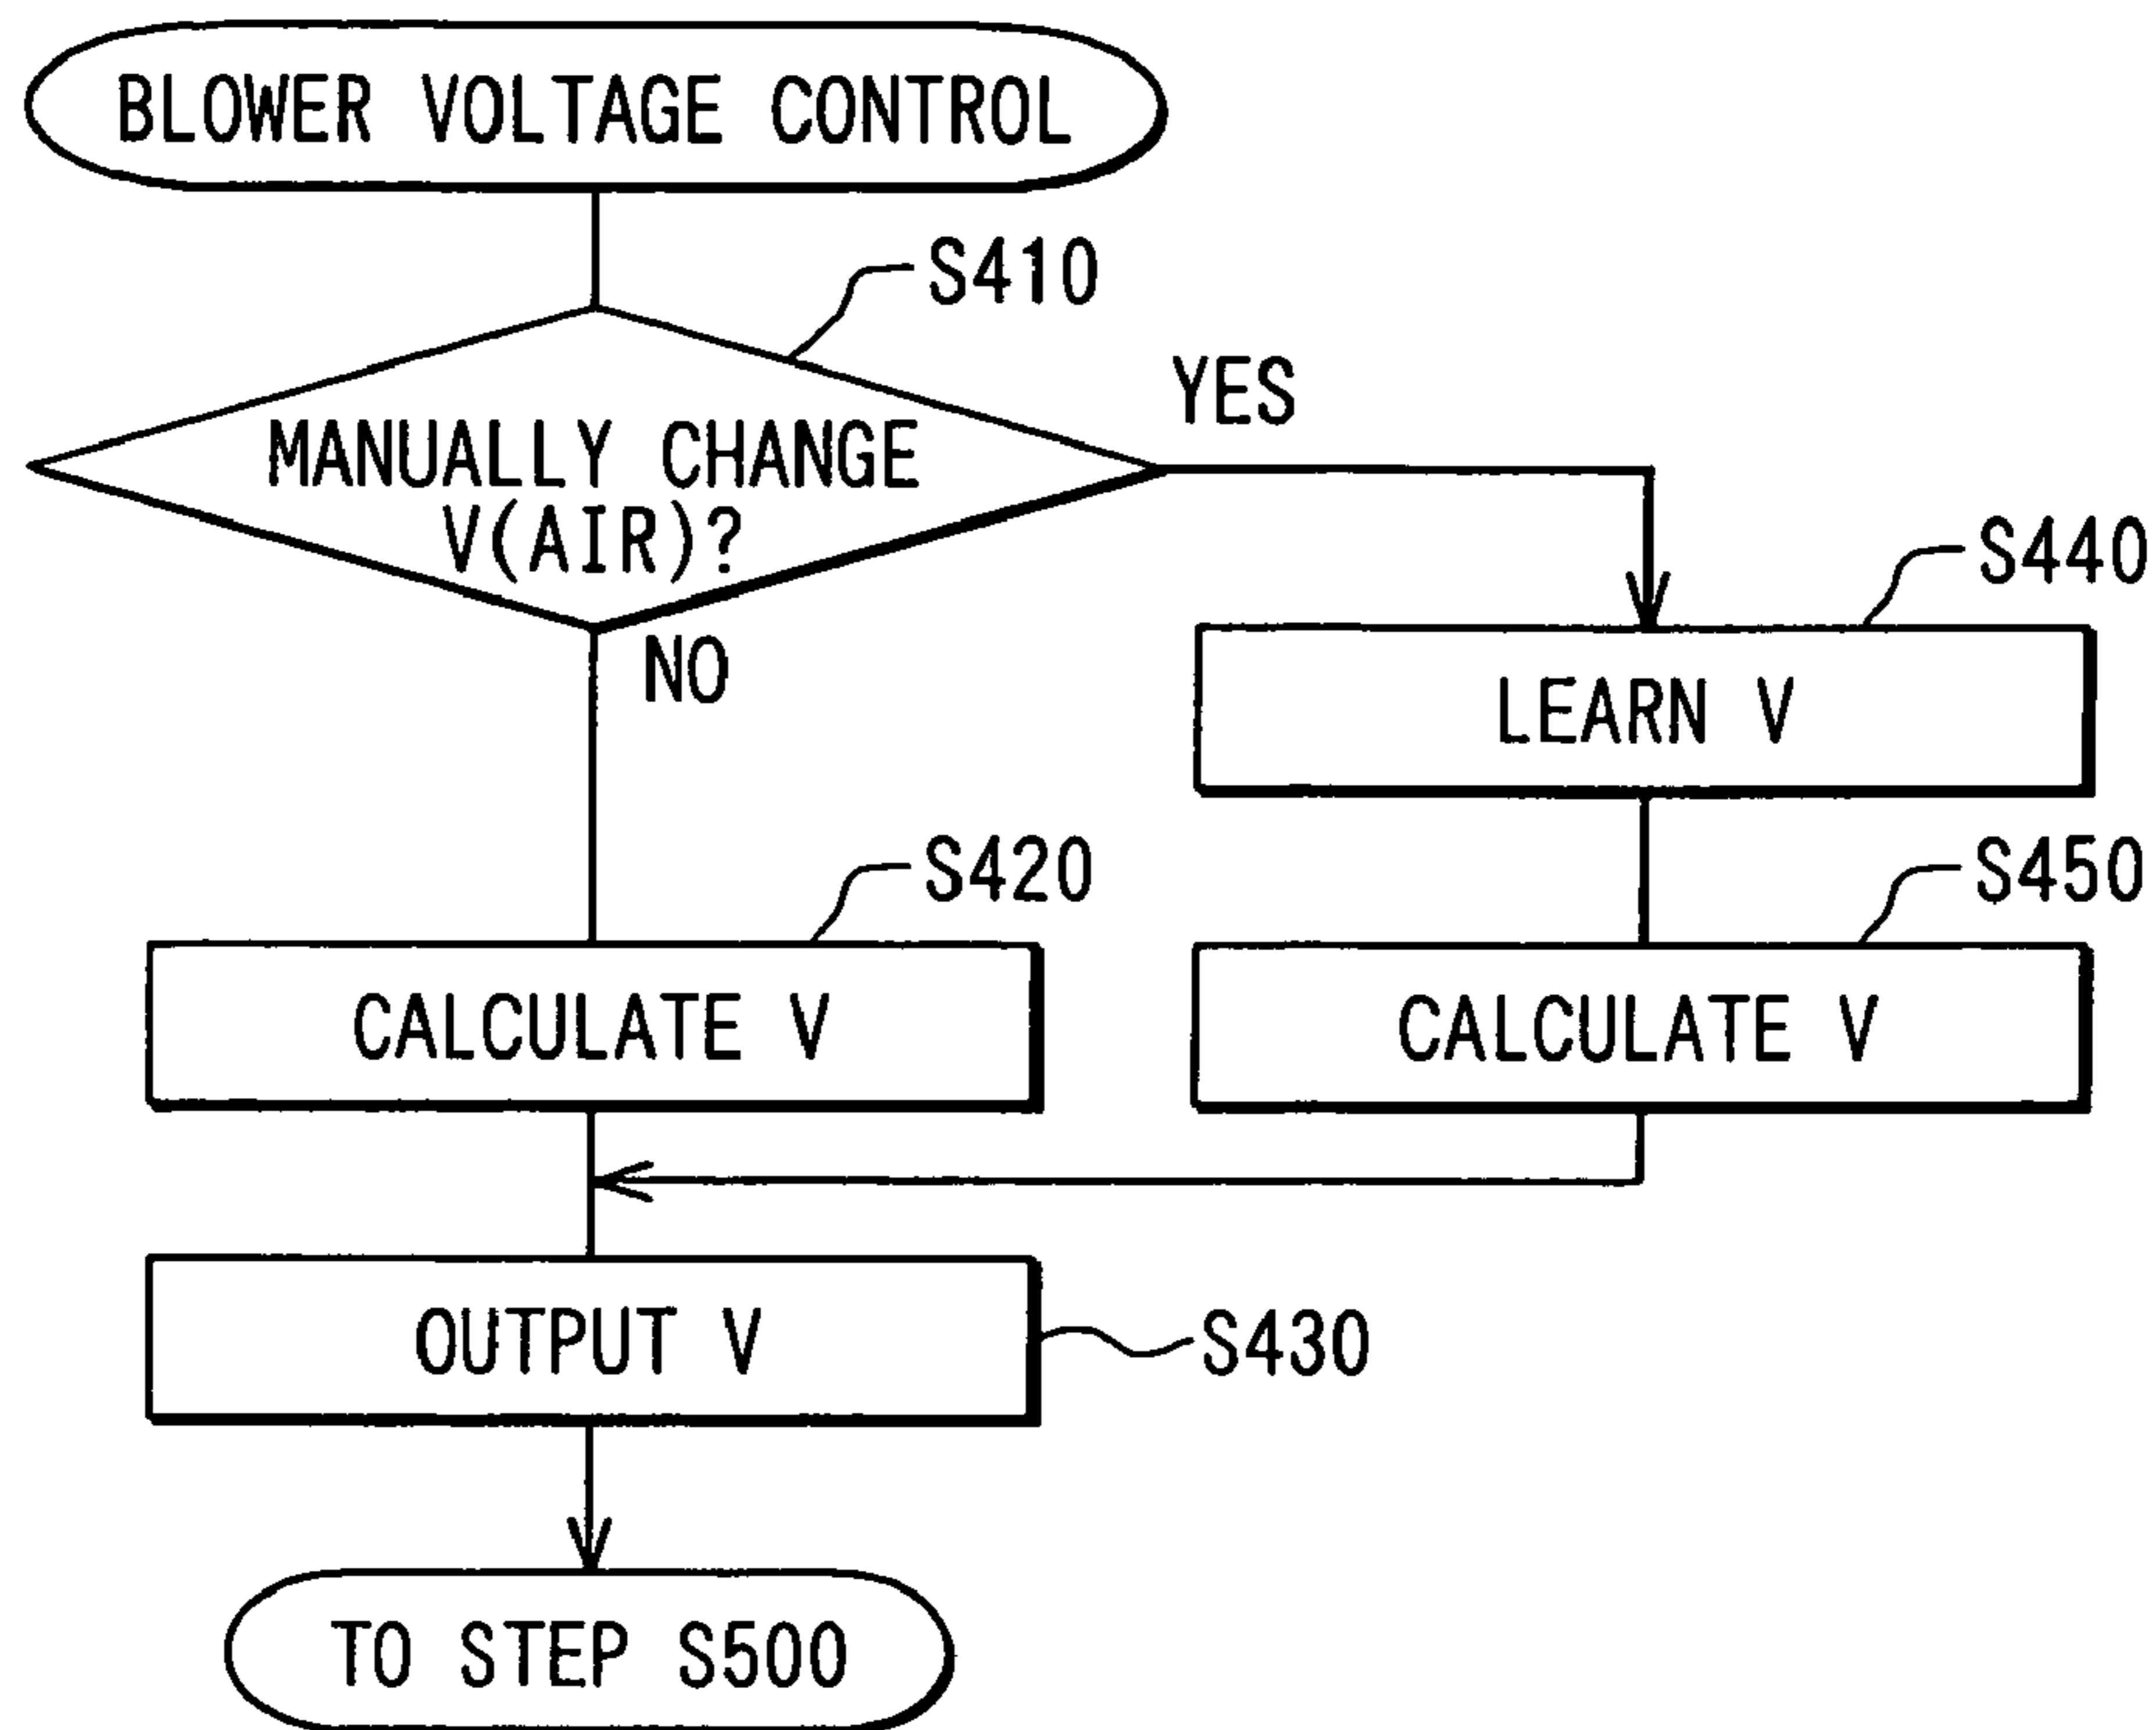 BLOWER VOLTAGE CONTROL
S410
MANUALLY CHANGE
V(AIR)?
YES
NO
S440
LEARN V
S420
CALCULATE V
S450
CALCULATE V
OUTPUT V
S430
TO STEP S500